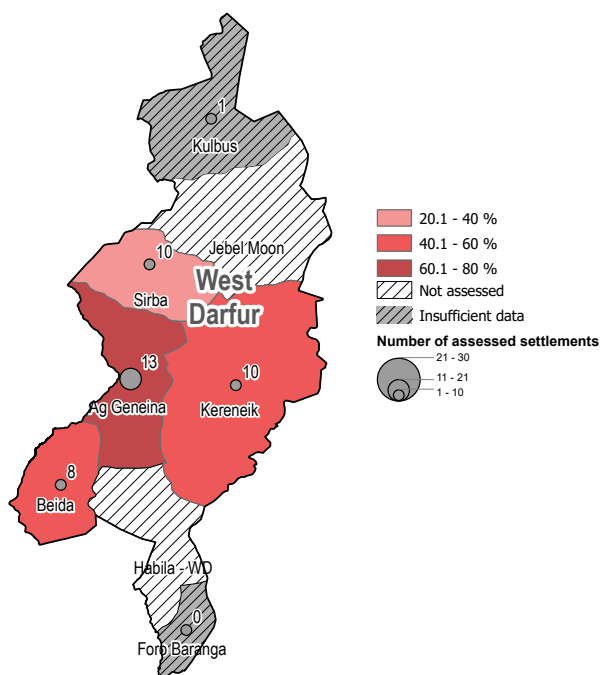 1
Kulbus
Jebel Moon
10
Sirba
West
Darfur
13
Ag Geneina
10
Kereneik
8
Beida
Habila - WD
0
Foro Baranga
20.1 - 40 %
40.1 - 60 %
60.1 - 80 %
Not assessed
Insufficient data
Number of assessed settlements
21 - 30
11 - 21
1 - 10